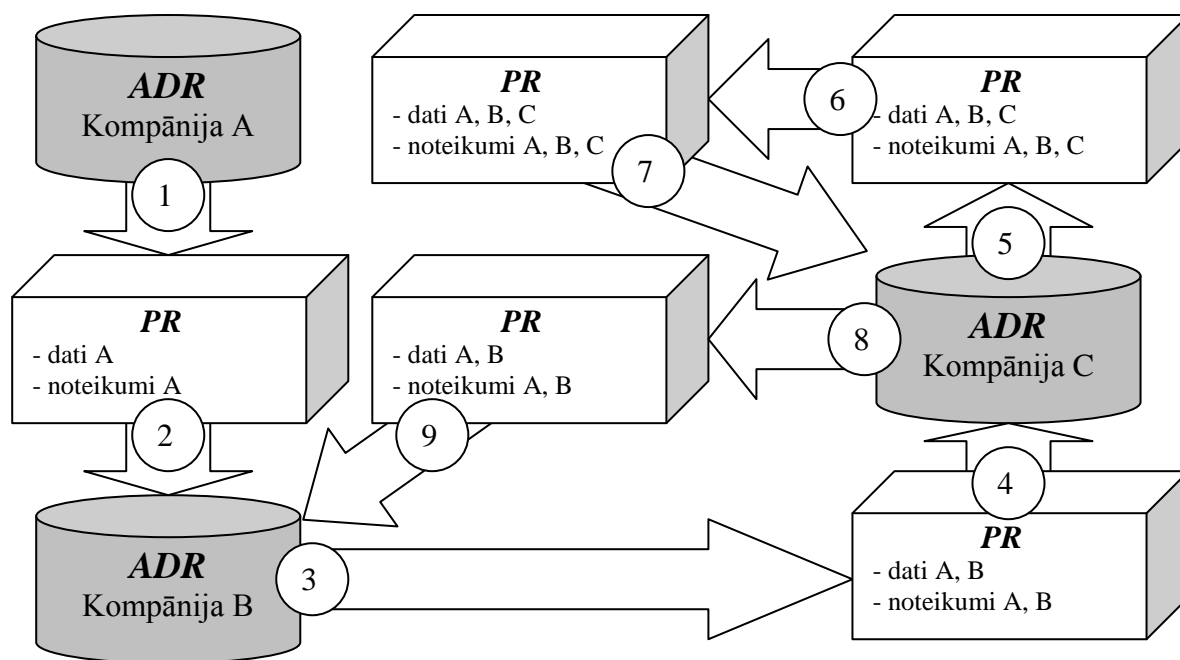 ADR
Kompānija A
1
PR
- dati A, B, C
- noteikumi A, B, C
7
6
PR
- dati A, B, C
- noteikumi A, B, C
5
PR
- dati A
- noteikumi A
2
PR
- dati A, B
- noteikumi A, B
9
8
ADR
Kompānija C
4
ADR
Kompānija B
3
PR
- dati A, B
- noteikumi A, B